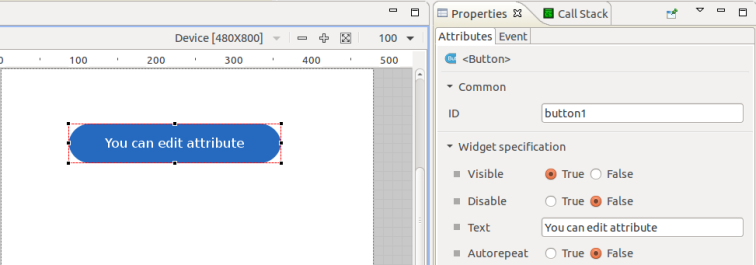 Properties
Call Stack
Device [480X800]
100
Attributes
Event
0 100 200 300 400 500
<Button>
Common
ID
button1
You can edit attribute
Widget specification
Visible True False
Disable True False
Text You can edit attribute
Autorepeat True False